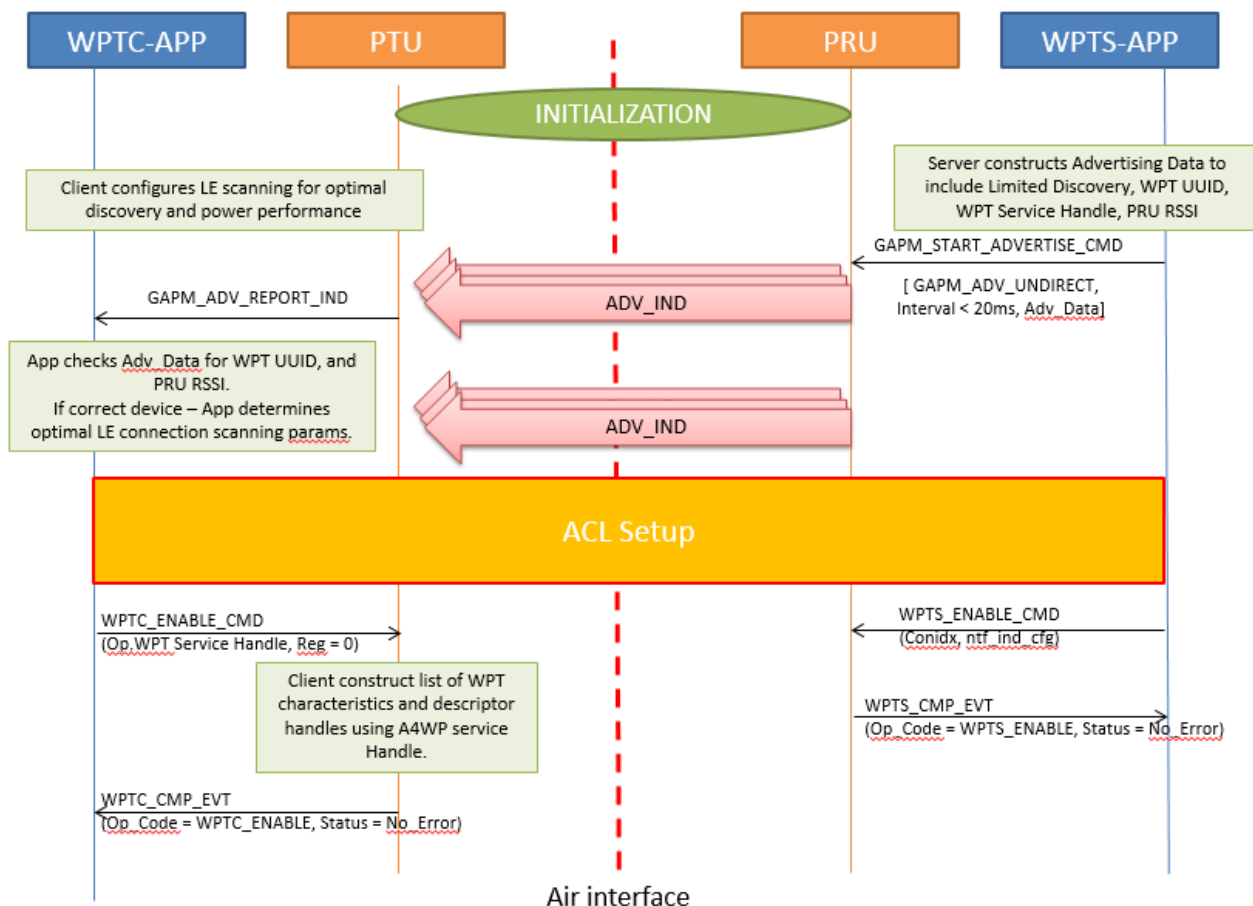 WPTC-APP
PTU
PRU
WPTS-APP
INITIALIZATION
Client configures LE scanning for optimal
discovery and power performance
Server constructs Advertising Data to
include Limited Discovery, WPT UUID,
WPT Service Handle, PRU RSSI
GAPM_START_ADVERTISE_CMD
[ GAPM_ADV_UNDIRECT,
Interval < 20ms, Adv_Data]
GAPM_ADV_REPORT_IND
ADV_IND
App checks Adv_Data for WPT UUID, and
PRU RSSI.
If correct device – App determines
optimal LE connection scanning params.
ADV_IND
ACL Setup
WPTC_ENABLE_CMD
(Op.WPT Service Handle, Reg = 0)
WPTS_ENABLE_CMD
(Conidx, ntf_ind_cfg)
Client construct list of WPT
characteristics and descriptor
handles using A4WP service
Handle.
WPTS_CMP_EVT
(Op_Code = WPTS_ENABLE, Status = No_Error)
WPTC_CMP_EVT
(Op_Code = WPTC_ENABLE, Status = No_Error)
Air interface